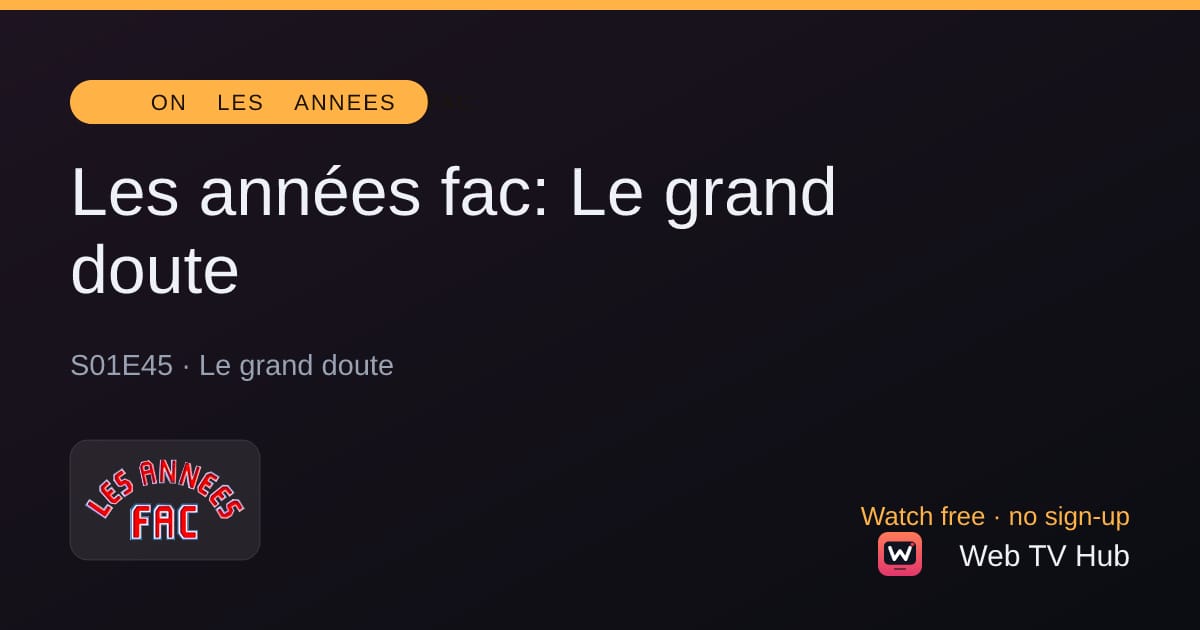 ON LES ANNEES
Les années fac: Le grand
doute
S01E45 · Le grand doute
LES ANNEES
FAC
Watch free · no sign-up
W
Web TV Hub